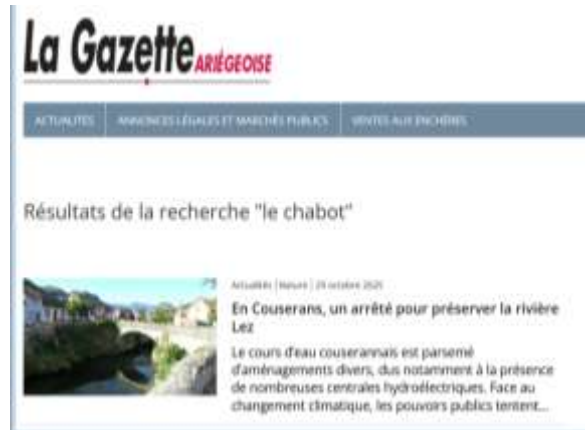 La Gazette ARIÉGEOISE
ACTUALITÉS ANNONCES LÉGALES ET MARCHÉS PUBLICS VENTES AUX ENCHÈRES
Résultats de la recherche "le chabot"
Actualités | Nature | 29 octobre 2025
En Couserans, un arrêté pour préserver la rivière
Lez
Le cours d'eau couserannais est parsemé
d'aménagements divers, dus notamment à la présence
de nombreuses centrales hydroélectriques. Face au
changement climatique, les pouvoirs publics tentent...